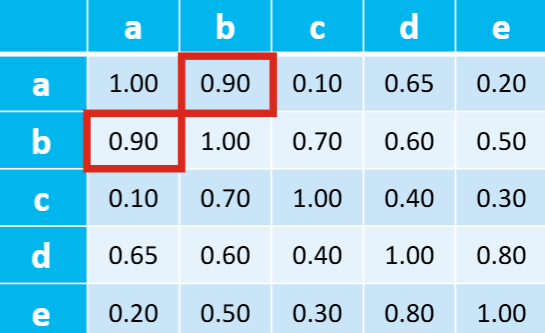 a b c d e
a 1.00 0.90 0.10 0.65 0.20
b 0.90 1.00 0.70 0.60 0.50
c 0.10 0.70 1.00 0.40 0.30
d 0.65 0.60 0.40 1.00 0.80
e 0.20 0.50 0.30 0.80 1.00